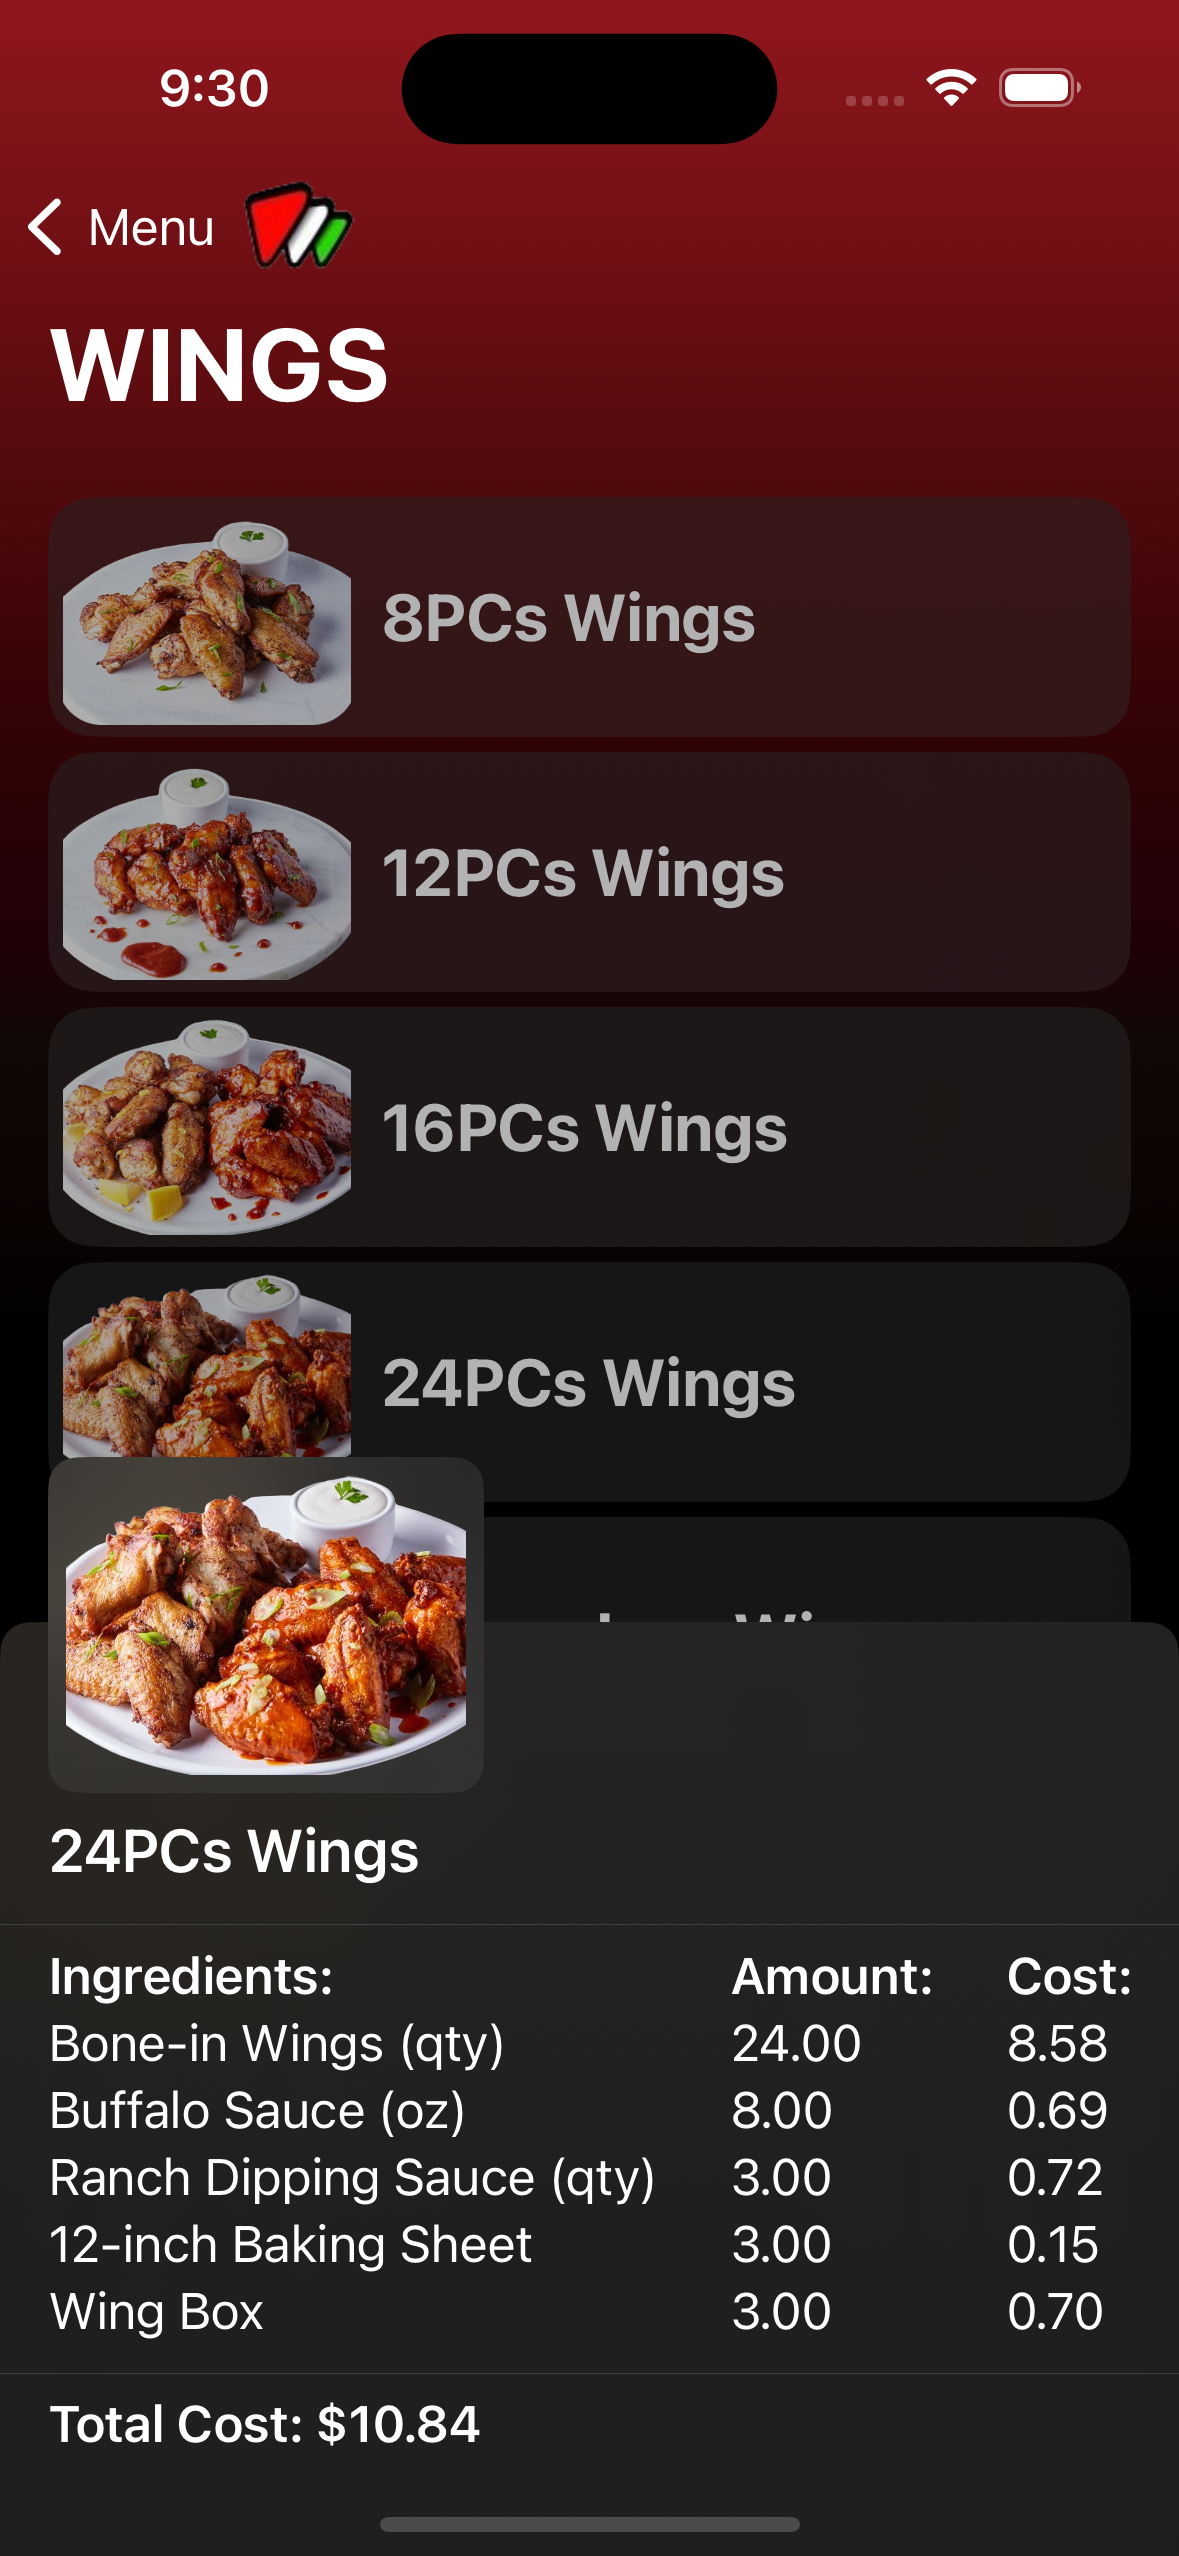 9:30
Menu
WINGS
8PCs Wings
12PCs Wings
16PCs Wings
24PCs Wings
24PCs Wings
Ingredients: Amount: Cost:
Bone-in Wings (qty) 24.00 8.58
Buffalo Sauce (oz) 8.00 0.69
Ranch Dipping Sauce (qty) 3.00 0.72
12-inch Baking Sheet 3.00 0.15
Wing Box 3.00 0.70
Total Cost: $10.84